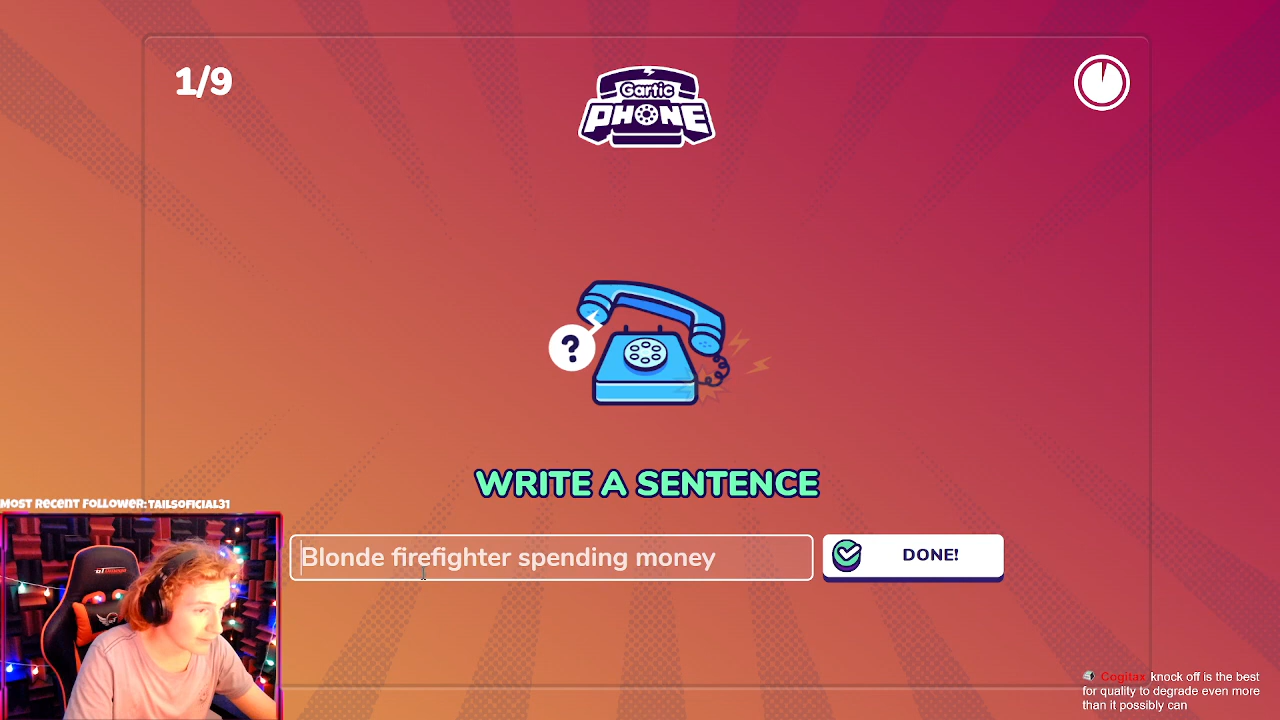 1/9
Gartic
PHONE
?
WRITE A SENTENCE
Blonde firefighter spending money
DONE!
MOST RECENT FOLLOWER: TAILSOFICIAL31
Cogitax knock off is the best
for quality to degrade even more
than it possibly can